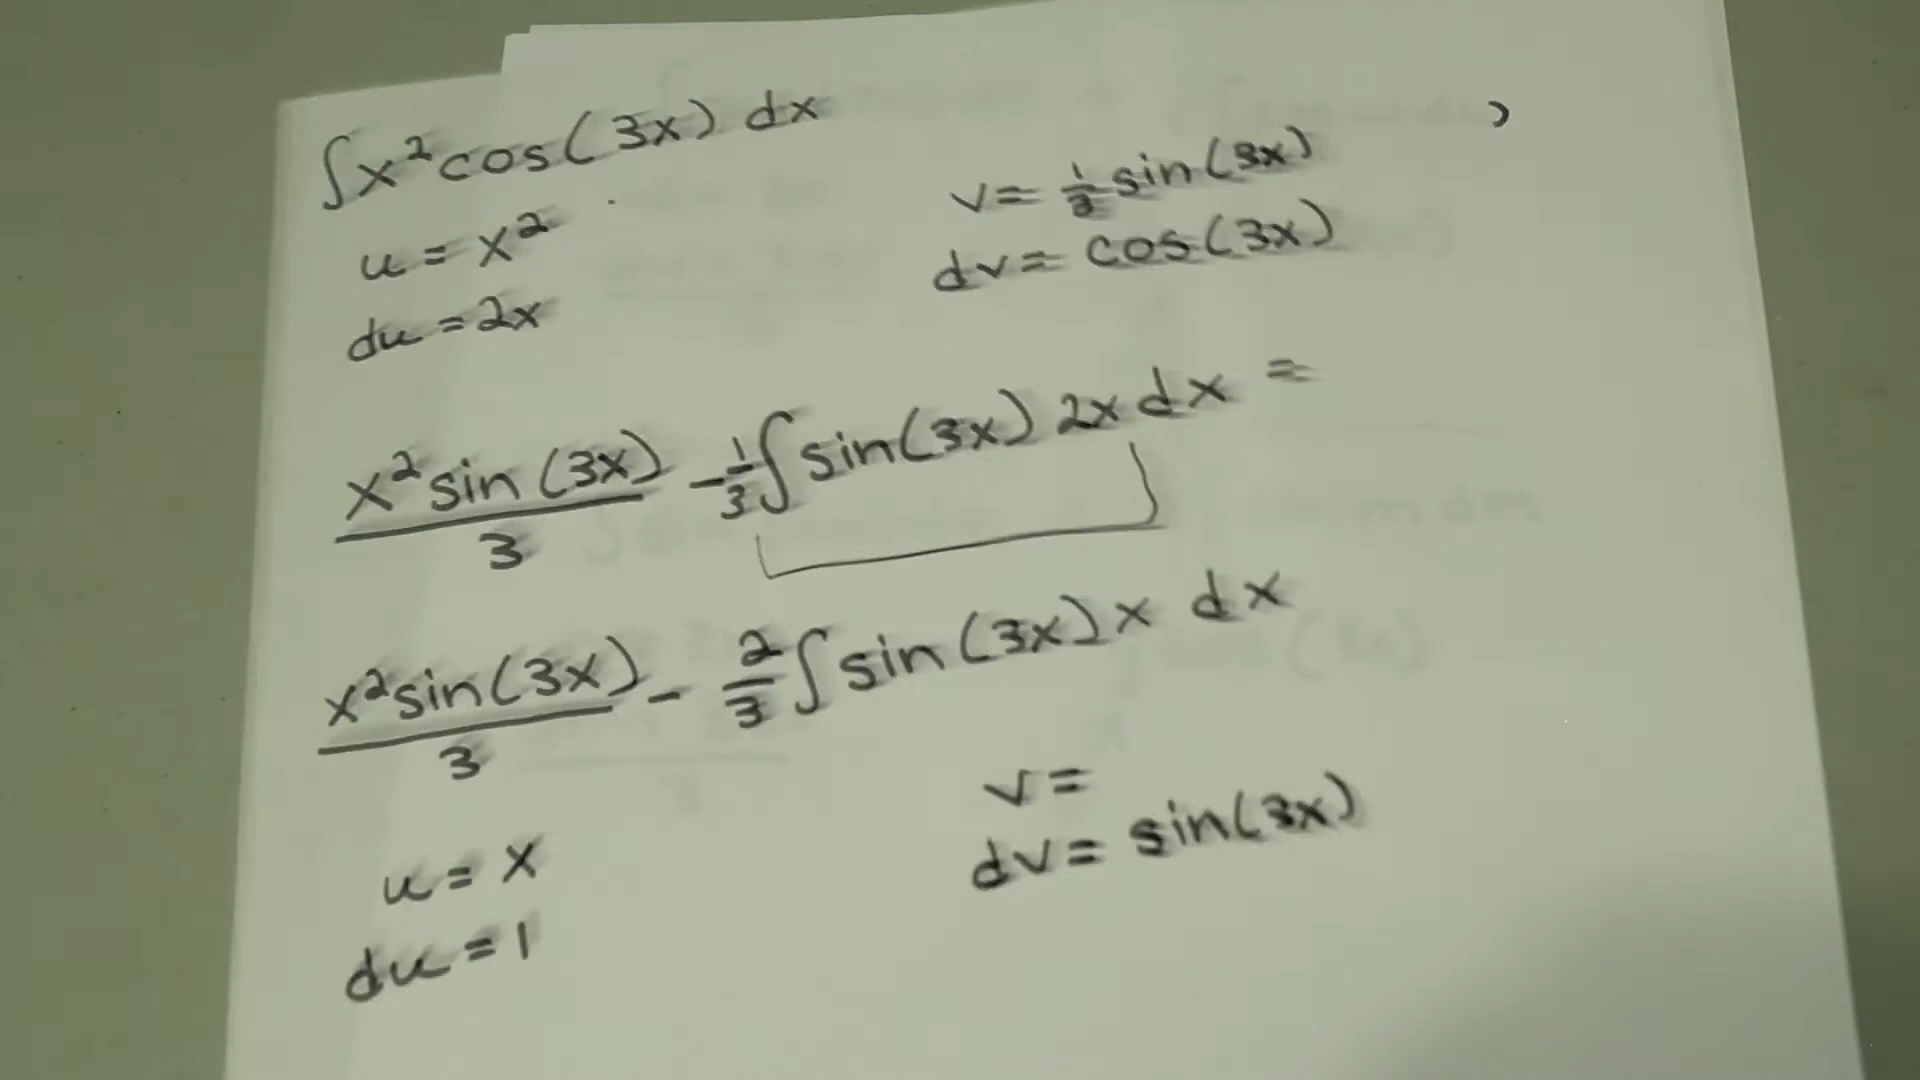 ∫x²cos(3x) dx
u = x²
v = 1/3 sin(3x)
du = 2x
dv = cos(3x)
x²sin(3x)/3 - 1/3 ∫sin(3x) 2x dx =
x²sin(3x)/3 - 2/3 ∫sin(3x) x dx
v =
u = x
dv = sin(3x)
du = 1